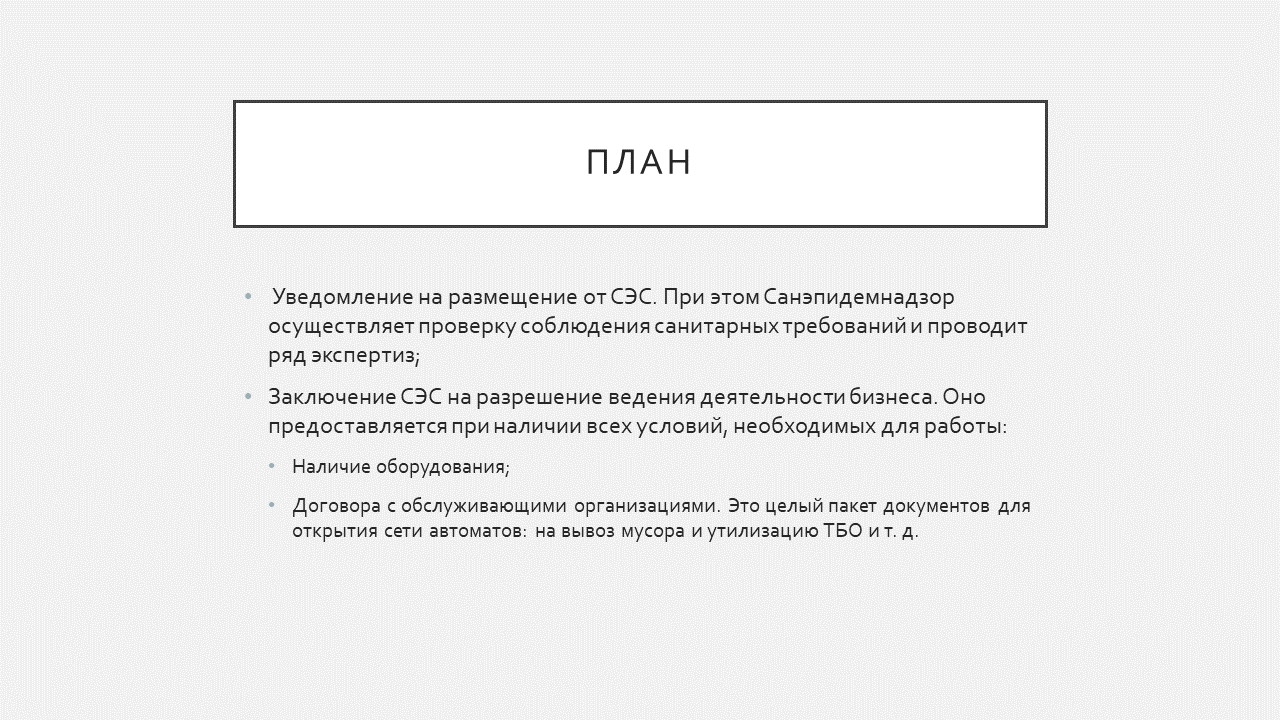 ПЛАН
• Уведомление на размещение от СЭС. При этом Санэпидемнадзор
осуществляет проверку соблюдения санитарных требований и проводит
ряд экспертиз;
• Заключение СЭС на разрешение ведения деятельности бизнеса. Оно
предоставляется при наличии всех условий, необходимых для работы:
• Наличие оборудования;
• Договора с обслуживающими организациями. Это целый пакет документов для
открытия сети автоматов: на вывоз мусора и утилизацию ТБО и т. д.